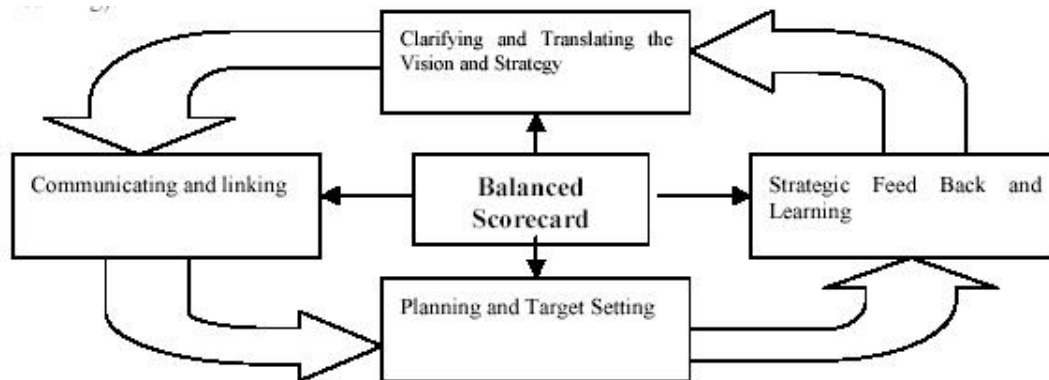 Clarifying and Translating the
Vision and Strategy
Communicating and linking
Balanced
Scorecard
Strategic Feed Back and
Learning
Planning and Target Setting